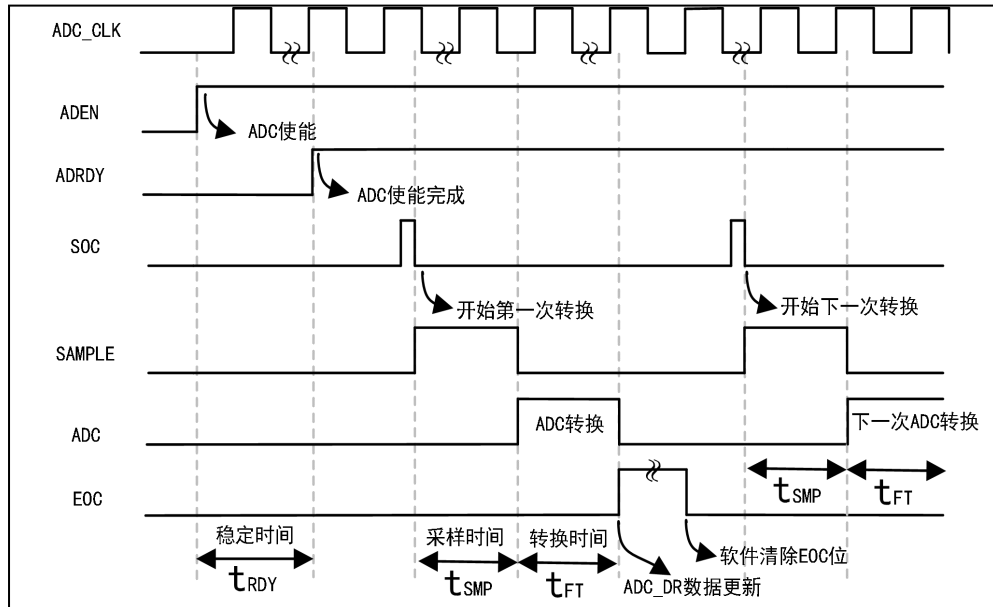 ADC_CLK
ADEN
ADC使能
ADRDY
ADC使能完成
SOC
开始第一次转换
开始下一次转换
SAMPLE
ADC
ADC转换
下一次ADC转换
EOC
tSMP
tFT
稳定时间
采样时间
转换时间
软件清除EOC位
tRDY
tSMP
tFT
ADC_DR数据更新